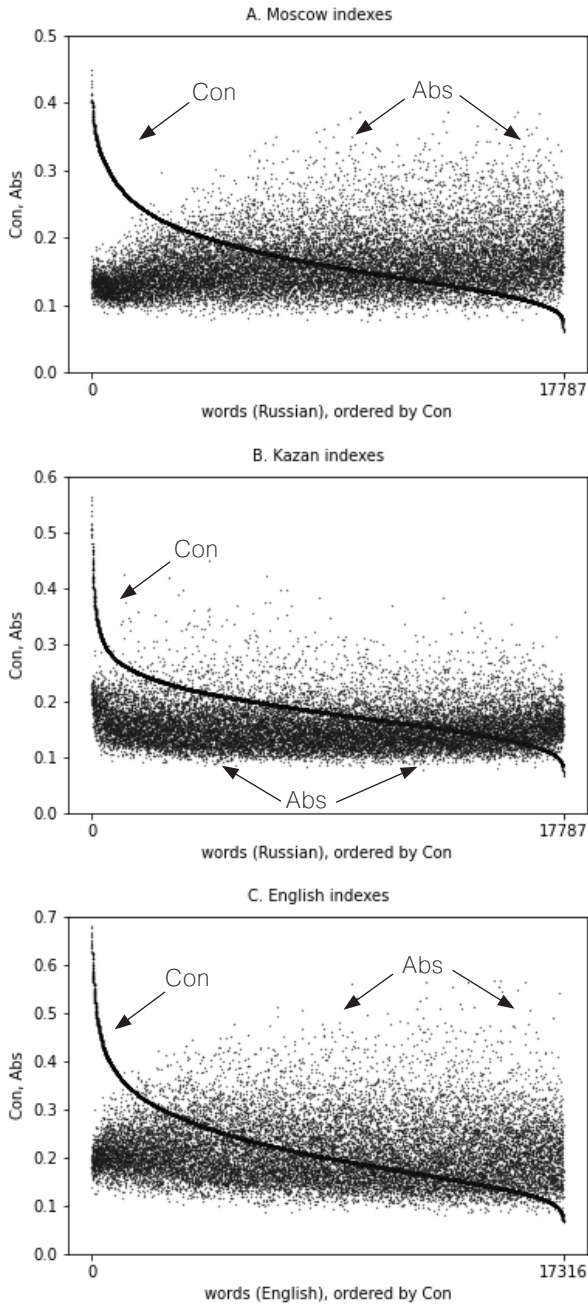 A. Moscow indexes
0.5
0.4
0.3
0.2
0.1
0.0
Con, Abs
Con
Abs
0
17787
words (Russian), ordered by Con
B. Kazan indexes
0.6
0.5
0.4
0.3
0.2
0.1
0.0
Con, Abs
Con
Abs
0
17787
words (Russian), ordered by Con
C. English indexes
0.7
0.6
0.5
0.4
0.3
0.2
0.1
0.0
Con, Abs
Con
Abs
0
17316
words (English), ordered by Con